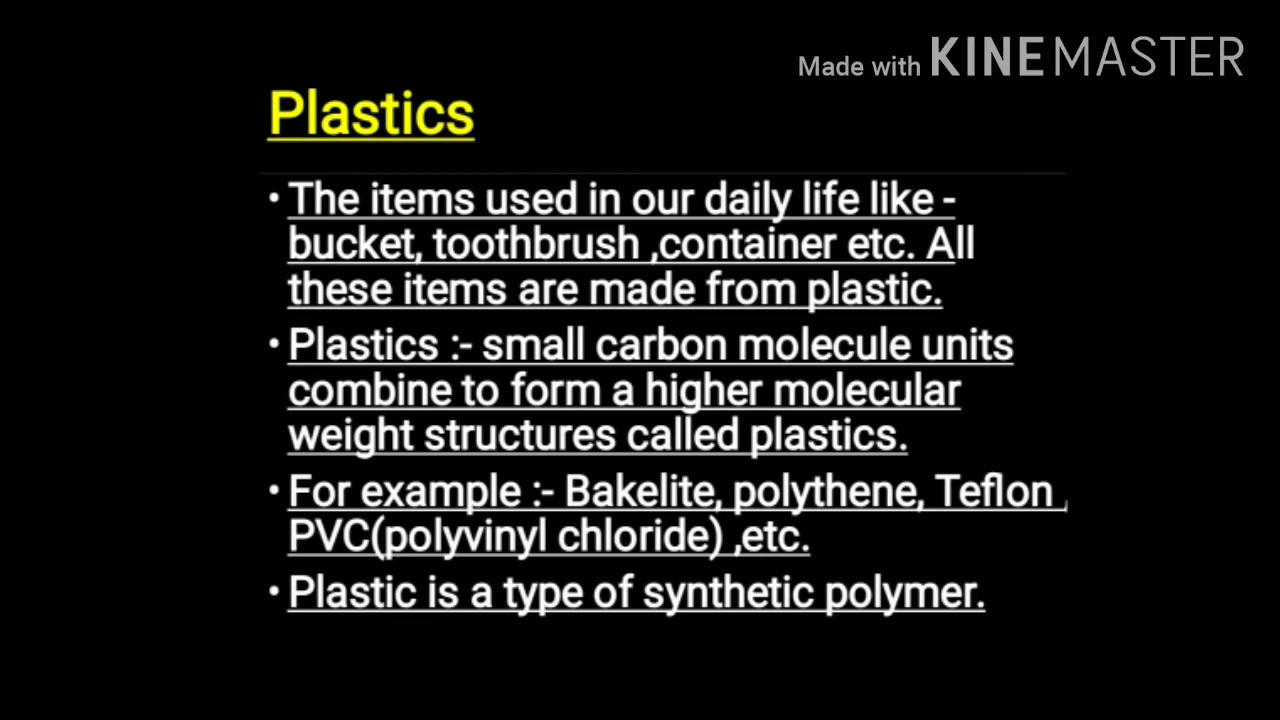 Made with KINEMASTER
Plastics
• The items used in our daily life like -
bucket, toothbrush ,container etc. All
these items are made from plastic.
• Plastics :- small carbon molecule units
combine to form a higher molecular
weight structures called plastics.
• For example :- Bakelite, polythene, Teflon ,
PVC(polyvinyl chloride) ,etc.
• Plastic is a type of synthetic polymer.